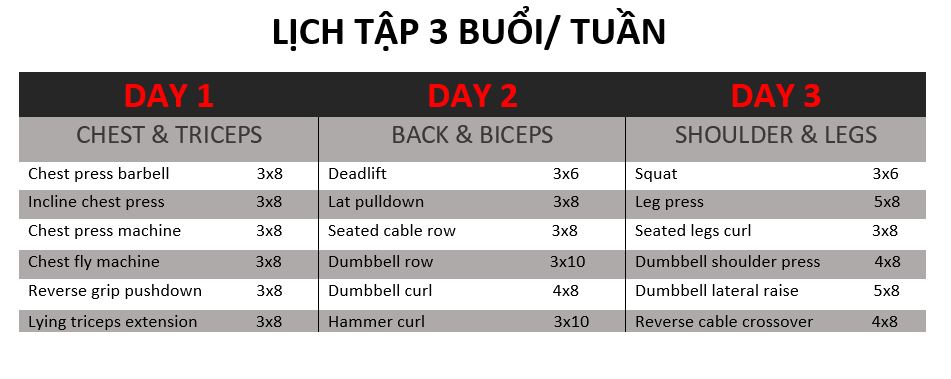 LỊCH TẬP 3 BUỔI/ TUẦN
DAY 1 DAY 2 DAY 3
CHEST & TRICEPS BACK & BICEPS SHOULDER & LEGS
Chest press barbell 3x8 Deadlift 3x6 Squat 3x6
Incline chest press 3x8 Lat pulldown 3x8 Leg press 5x8
Chest press machine 3x8 Seated cable row 3x8 Seated legs curl 3x8
Chest fly machine 3x8 Dumbbell row 3x10 Dumbbell shoulder press 4x8
Reverse grip pushdown 3x8 Dumbbell curl 4x8 Dumbbell lateral raise 5x8
Lying triceps extension 3x8 Hammer curl 3x10 Reverse cable crossover 4x8